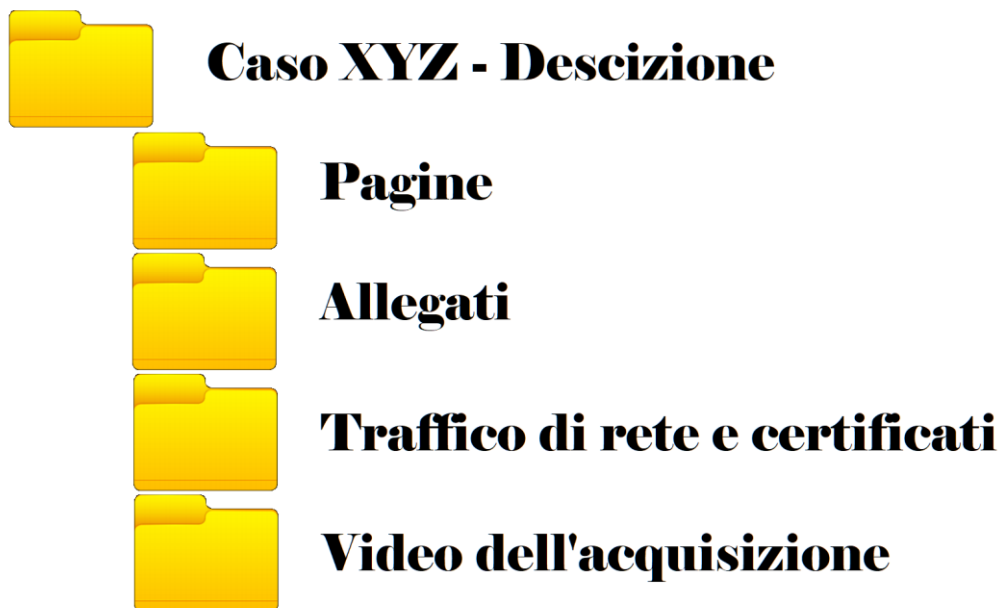 Caso XYZ - Descizione
Pagine
Allegati
Traffico di rete e certificati
Video dell'acquisizione